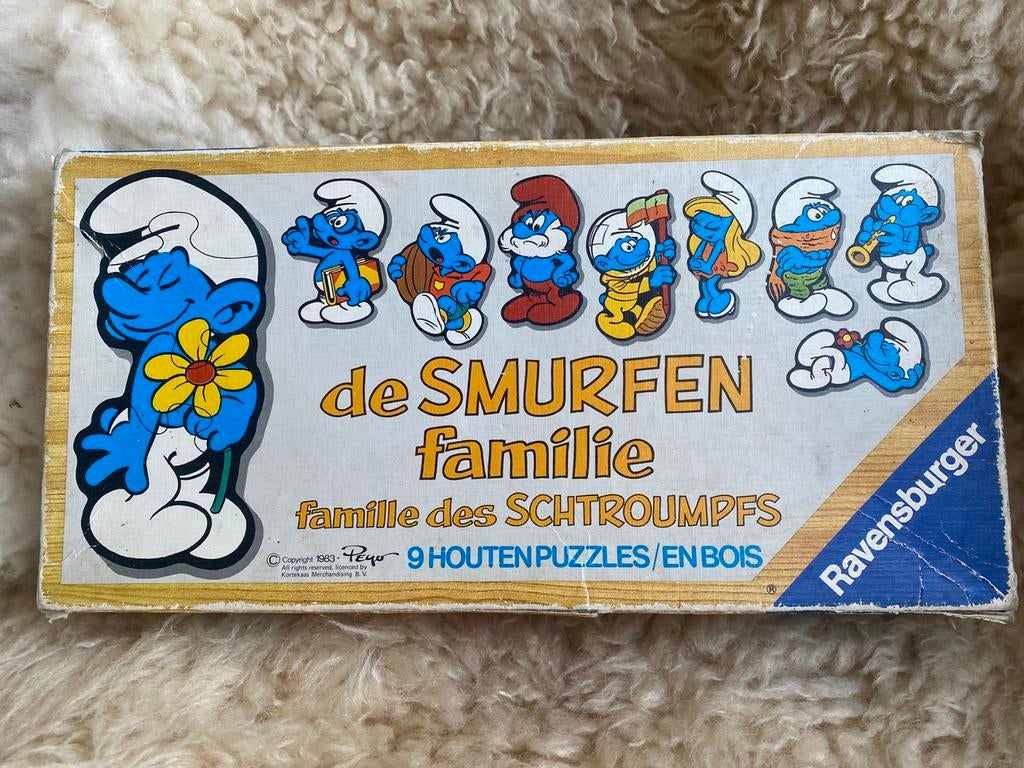 de SMURFEN
familie
famille des SCHTROUMPFS
© Copyright 1983 - Peyo
All rights reserved, licenced by
Kortekaas Merchandising B.V.
9 HOUTEN PUZZLES/EN BOIS
Ravensburger
®